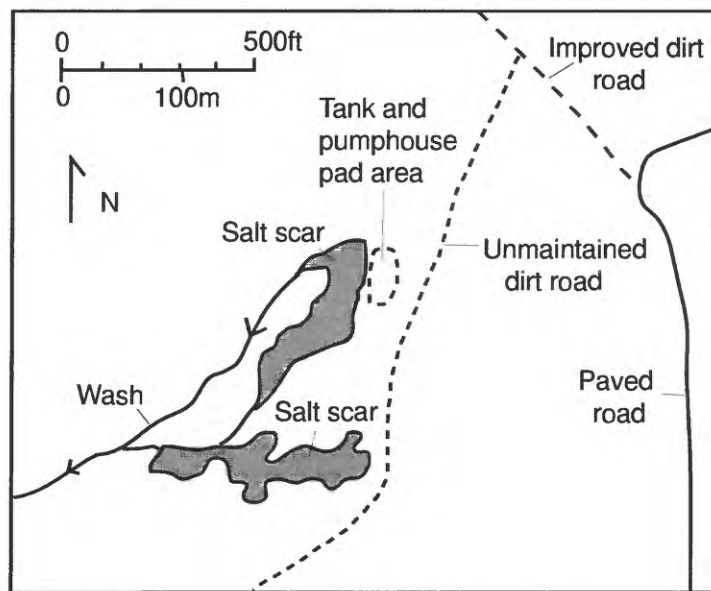 0 500ft
0 100m
N
Improved dirt
road
Tank and
pumphouse
pad area
Salt scar
Unmaintained
dirt road
Wash
Salt scar
Paved
road